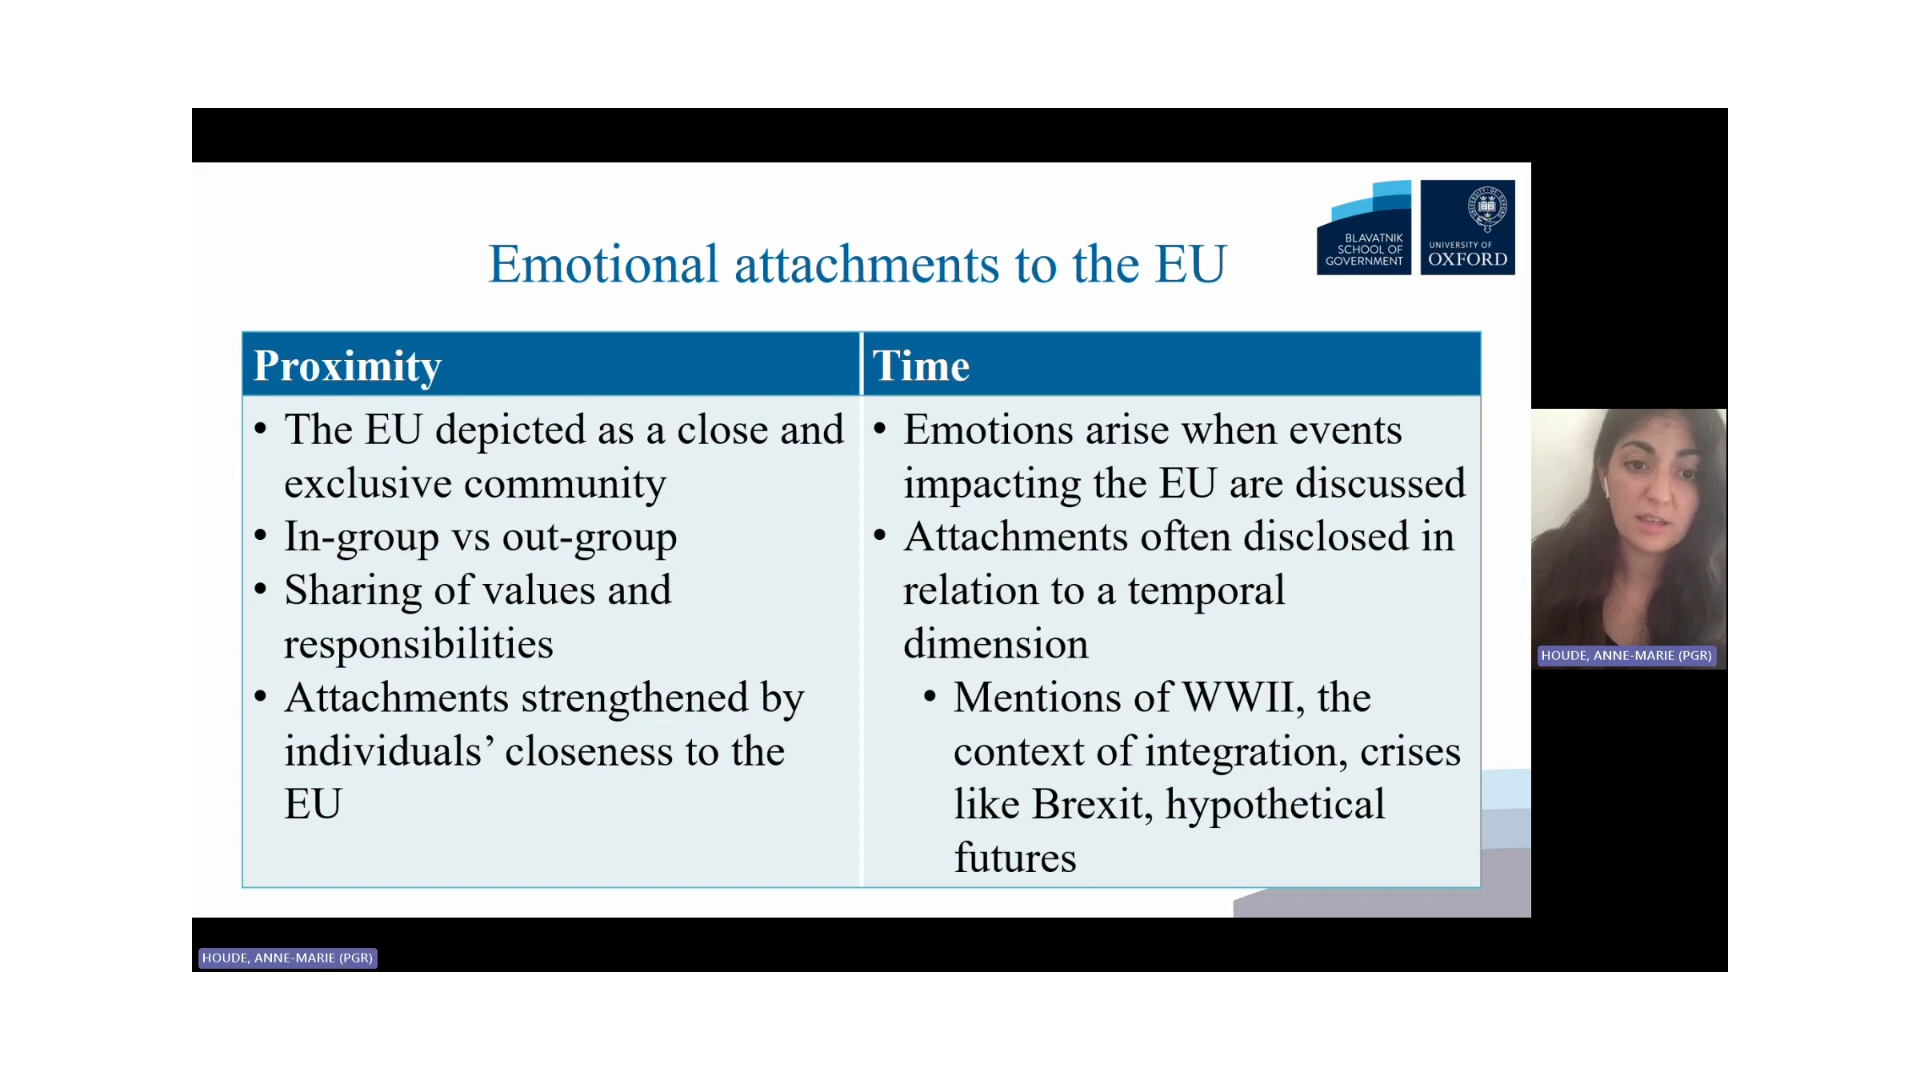 BLAVATNIK
SCHOOL OF
GOVERNMENT
UNIVERSITY OF
OXFORD
Emotional attachments to the EU
Proximity
• The EU depicted as a close and
exclusive community
• In-group vs out-group
• Sharing of values and
responsibilities
• Attachments strengthened by
individuals’ closeness to the
EU
Time
• Emotions arise when events
impacting the EU are discussed
• Attachments often disclosed in
relation to a temporal
dimension
• Mentions of WWII, the
context of integration, crises
like Brexit, hypothetical
futures
HOUDE, ANNE-MARIE (PGR)
HOUDE, ANNE-MARIE (PGR)